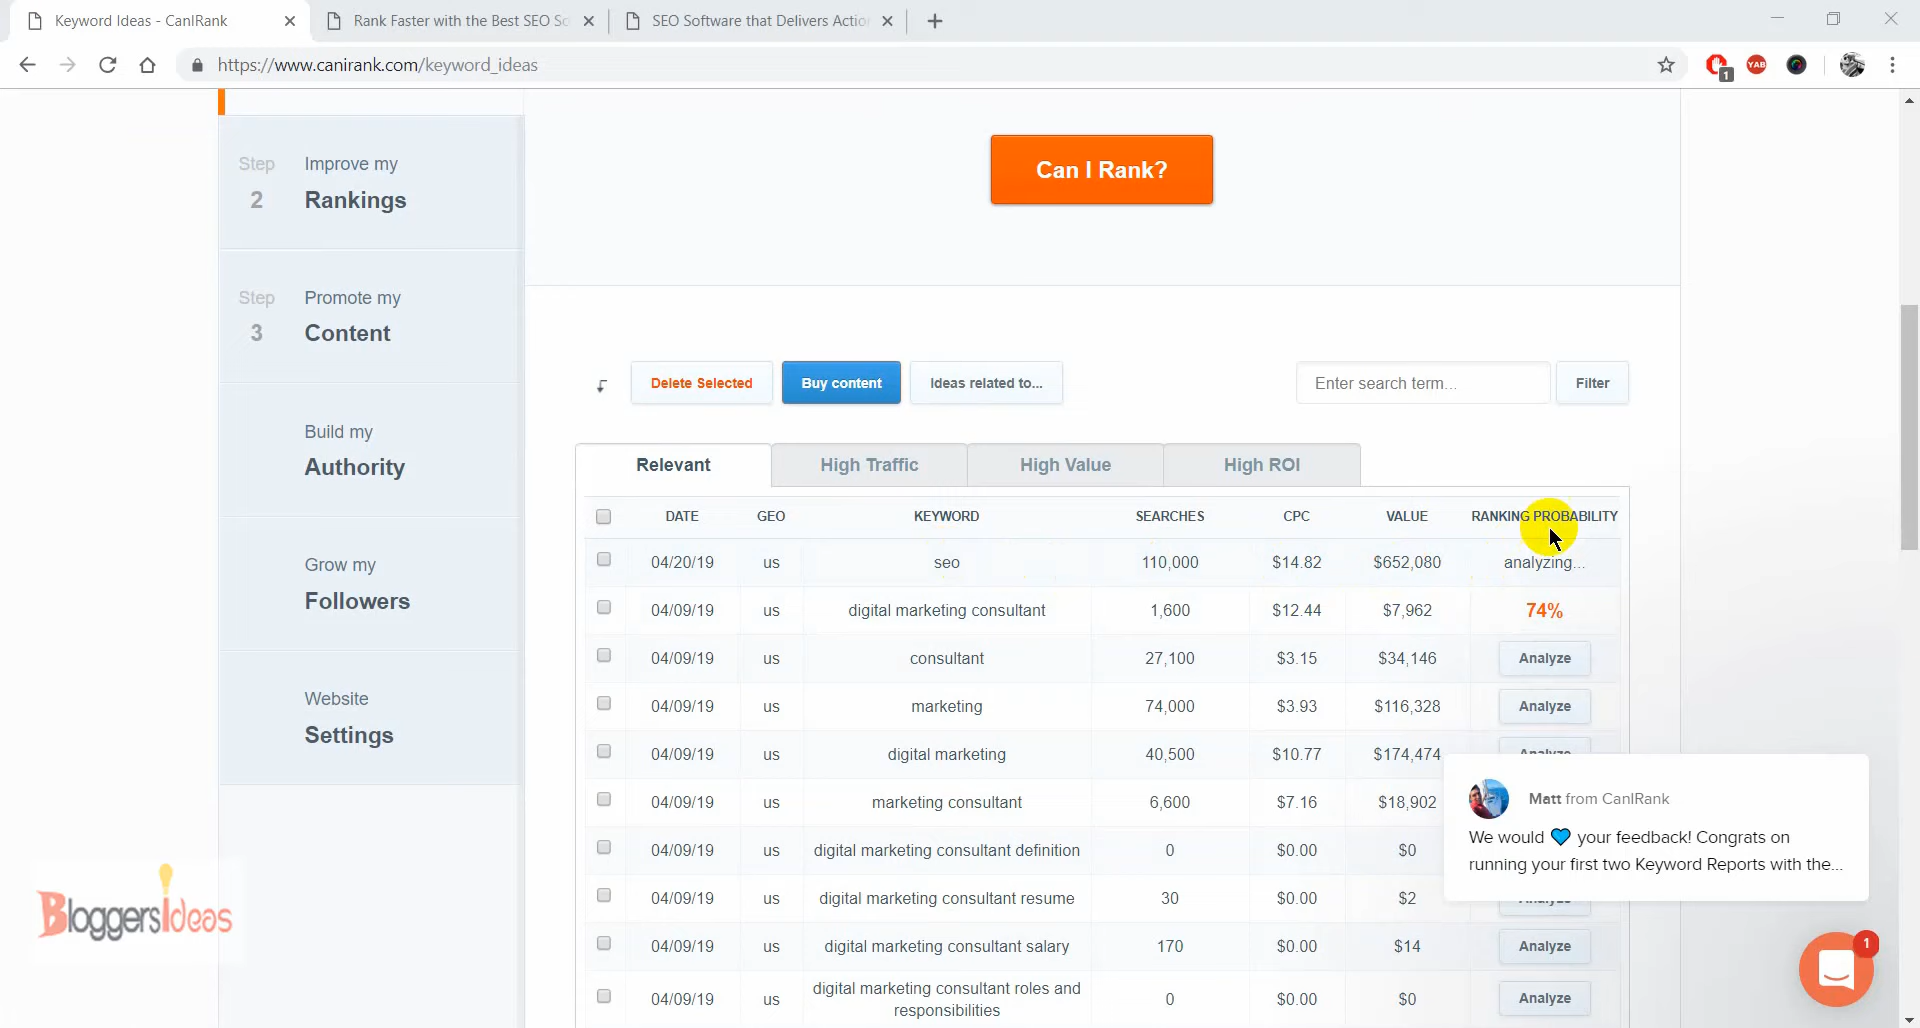 Keyword Ideas - CanIRank
Rank Faster with the Best SEO So
SEO Software that Delivers Action
https://www.canirank.com/keyword_ideas
1
YAB
Can I Rank?
Step 2 Improve my
Rankings
Step 3 Promote my
Content
Build my
Authority
Grow my
Followers
Website
Settings
Delete Selected Buy content Ideas related to... Enter search term... Filter
Relevant High Traffic High Value High ROI
DATE GEO KEYWORD SEARCHES CPC VALUE RANKING PROBABILITY
04/20/19 us seo 110,000 $14.82 $652,080 analyzing...
04/09/19 us digital marketing consultant 1,600 $12.44 $7,962 74%
04/09/19 us consultant 27,100 $3.15 $34,146 Analyze
04/09/19 us marketing 74,000 $3.93 $116,328 Analyze
04/09/19 us digital marketing 40,500 $10.77 $174,474 Analyze
04/09/19 us marketing consultant 6,600 $7.16 $18,902
04/09/19 us digital marketing consultant definition 0 $0.00 $0
04/09/19 us digital marketing consultant resume 30 $0.00 $2
04/09/19 us digital marketing consultant salary 170 $0.00 $14 Analyze
04/09/19 us digital marketing consultant roles and
responsibilities 0 $0.00 $0 Analyze
Matt from CanIRank
We would 💙 your feedback! Congrats on
running your first two Keyword Reports with the...
1
BloggersIdeas